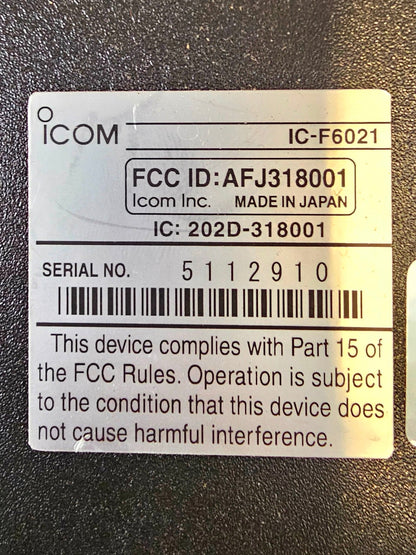 ICOM
IC-F6021
FCC ID:AFJ318001
Icom Inc. MADE IN JAPAN
IC: 202D-318001
SERIAL NO. 5112910
This device complies with Part 15 of
the FCC Rules. Operation is subject
to the condition that this device does
not cause harmful interference.